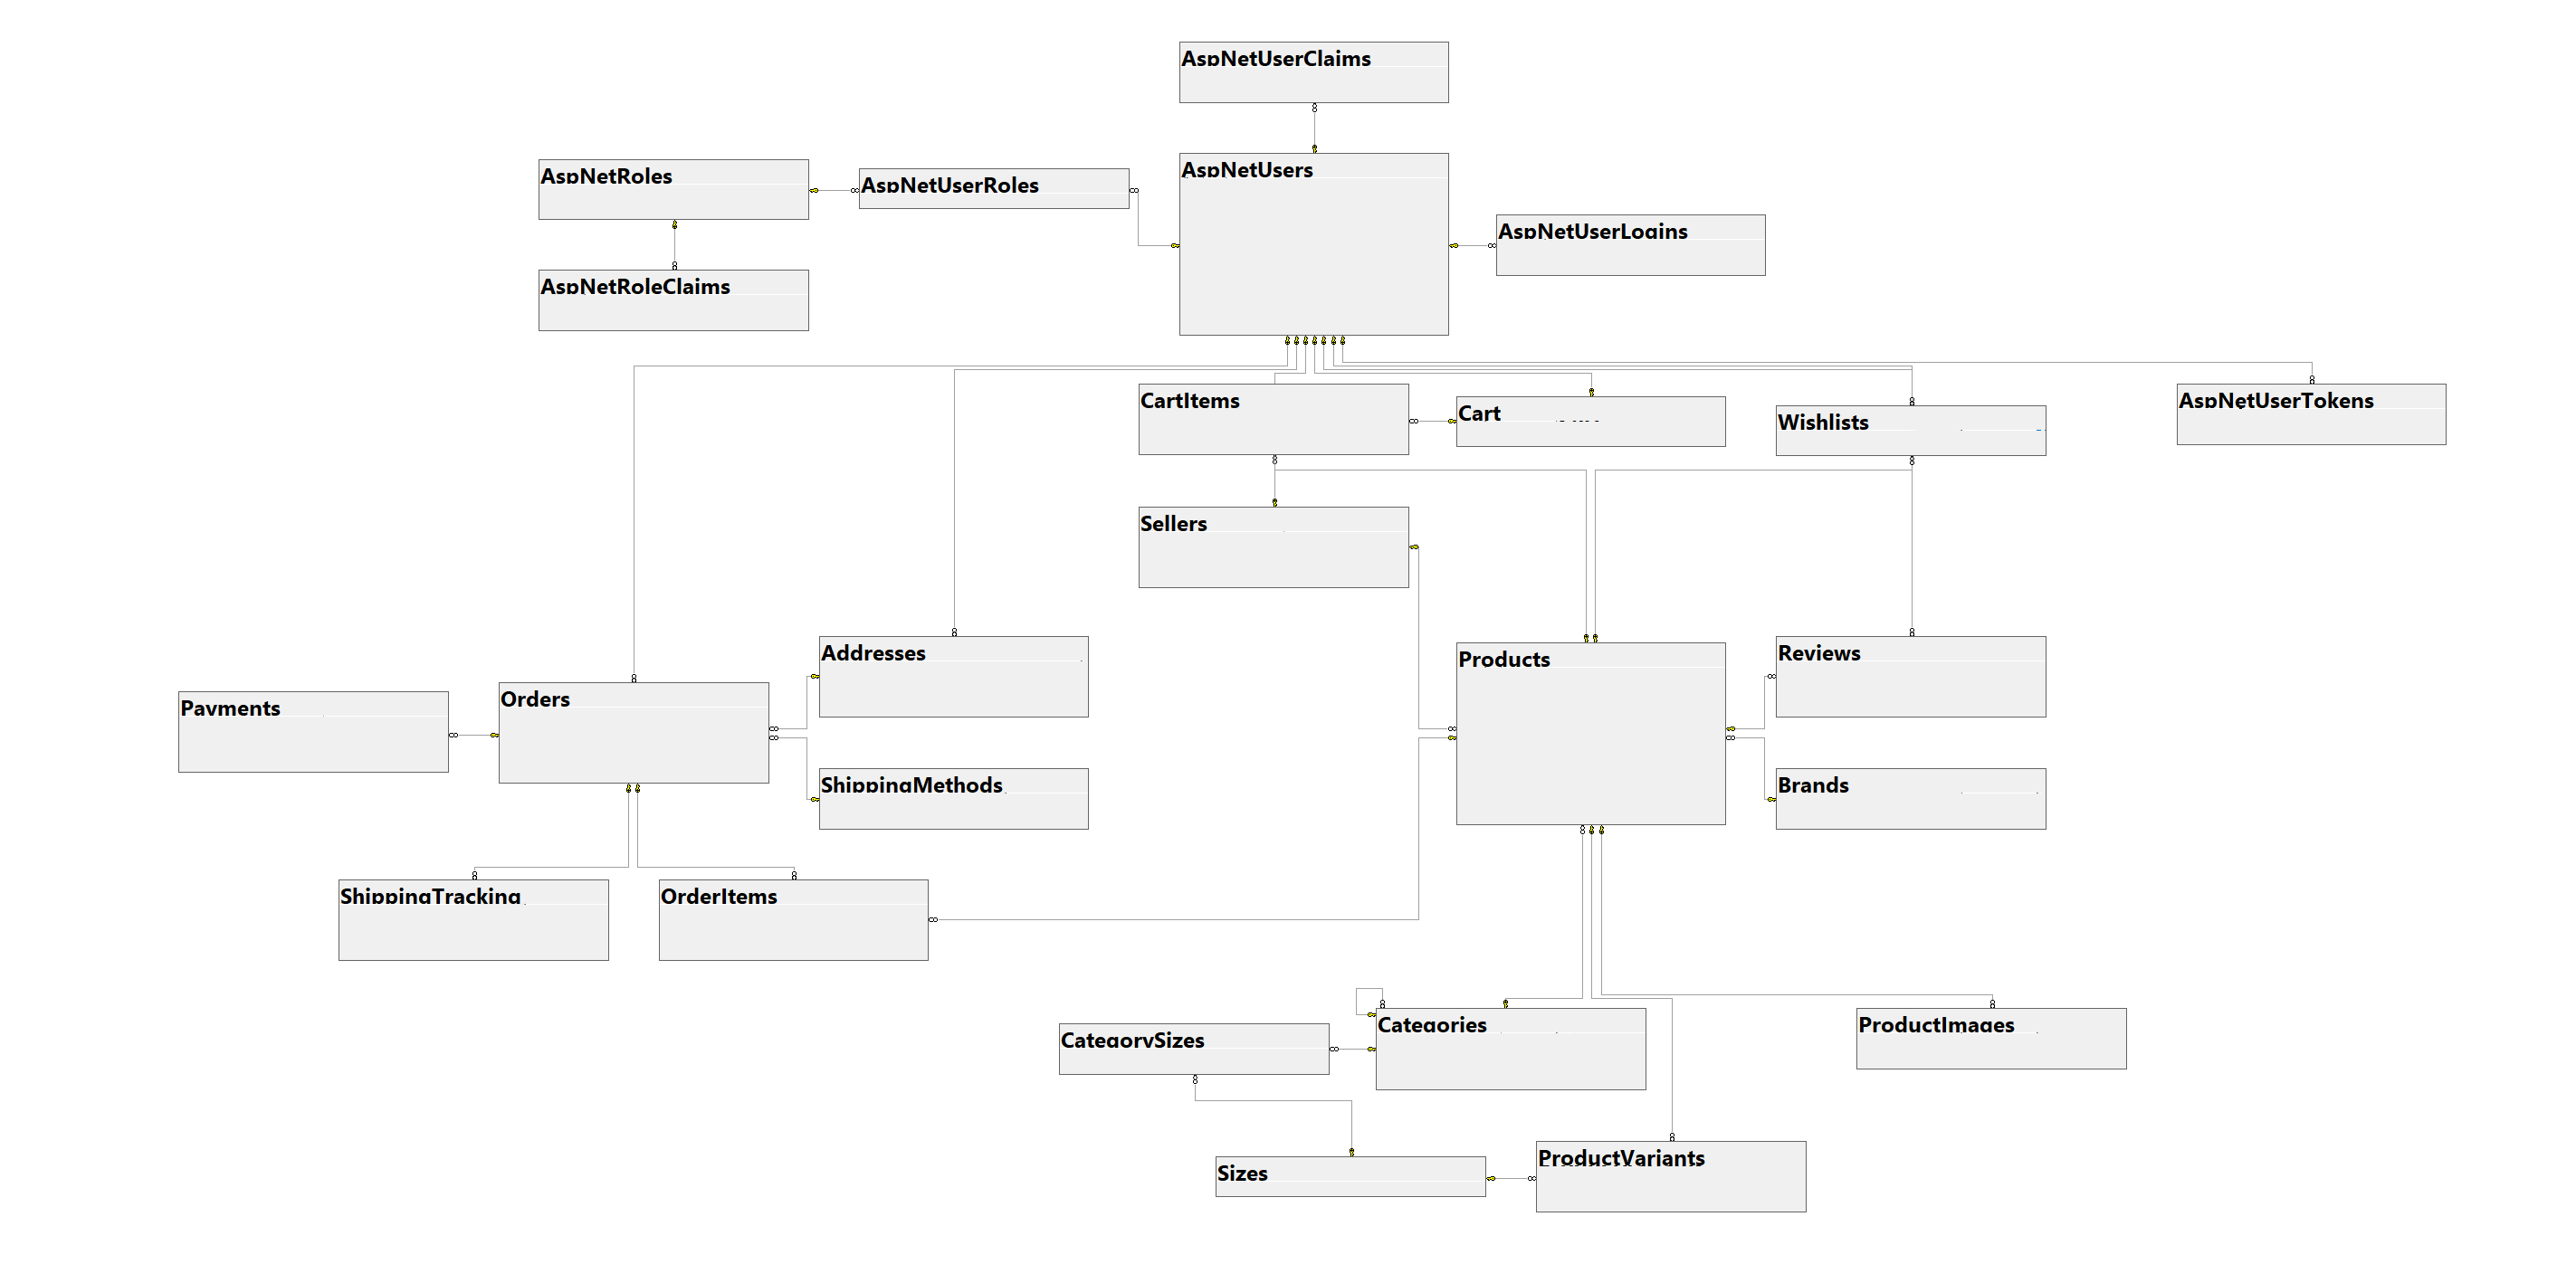 AspNetUserClaims
AspNetUsers
AspNetRoles
AspNetUserRoles
AspNetUserLogins
AspNetRoleClaims
CartItems
Cart
Wishlists
AspNetUserTokens
Sellers
Addresses
Products
Reviews
Payments
Orders
ShippingMethods
Brands
ShippingTracking
OrderItems
CategorySizes
Categories
ProductImages
Sizes
ProductVariants